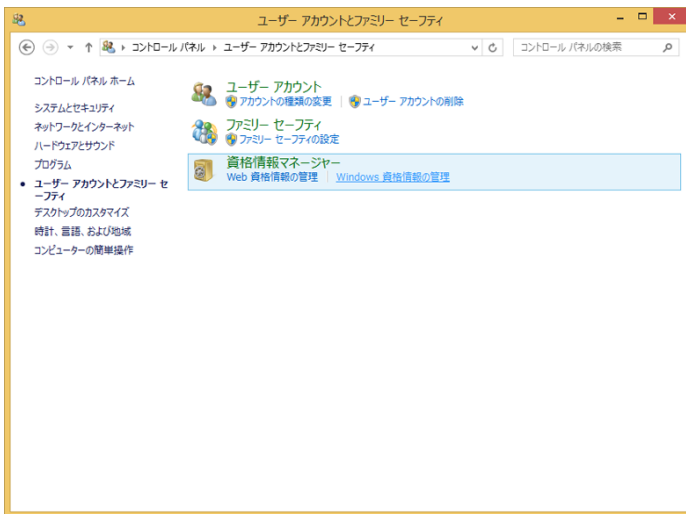 ユーザー アカウントとファミリー セーフティ
コントロール パネル ユーザー アカウントとファミリー セーフティ
コントロール パネルの検索
コントロール パネル ホーム
システムとセキュリティ
ネットワークとインターネット
ハードウェアとサウンド
プログラム
ユーザー アカウントとファミリー セ
ーフティ
デスクトップのカスタマイズ
時計、言語、および地域
コンピューターの簡単操作
ユーザー アカウント
アカウントの種類の変更 ユーザー アカウントの削除
ファミリー セーフティ
ファミリー セーフティの設定
資格情報マネージャー
Web 資格情報の管理 Windows 資格情報の管理